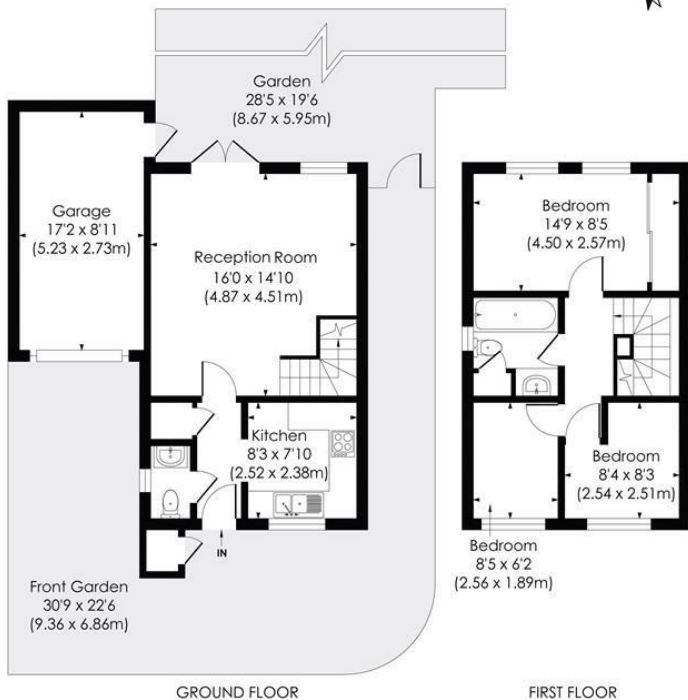 Garden
28'5 x 19'6
(8.67 x 5.95m)
Garage
17'2 x 8'11
(5.23 x 2.73m)
Reception Room
16'0 x 14'10
(4.87 x 4.51m)
Bedroom
14'9 x 8'5
(4.50 x 2.57m)
Kitchen
8'3 x 7'10
(2.52 x 2.38m)
Bedroom
8'4 x 8'3
(2.54 x 2.51m)
IN
Bedroom
8'5 x 6'2
(2.56 x 1.89m)
Front Garden
30'9 x 22'6
(9.36 x 6.86m)
GROUND FLOOR
FIRST FLOOR